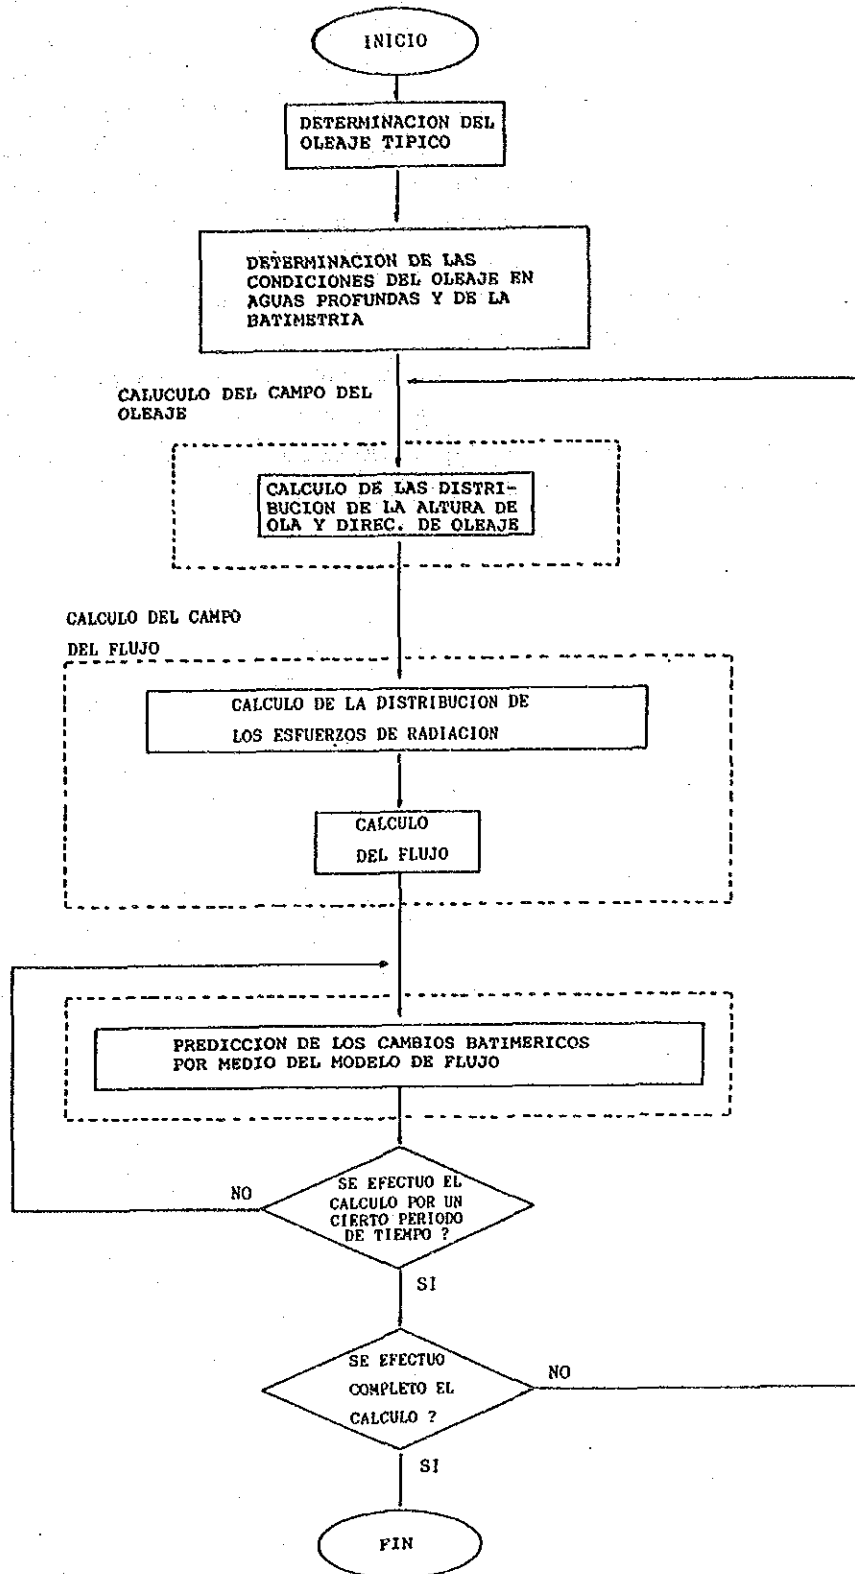 INICIO
DETERMINACION DEL
OLEAJE TIPICO
DETERMINACION DE LAS
CONDICIONES DEL OLEAJE EN
AGUAS PROFUNDAS Y DE LA
BATIMETRIA
CALUCULO DEL CAMPO DEL
OLEAJE
CALCULO DE LAS DISTRI-
BUCION DE LA ALTURA DE
OLA Y DIREC. DE OLEAJE
CALCULO DEL CAMPO
DEL FLUJO
CALCULO DE LA DISTRIBUCION DE
LOS ESFUERZOS DE RADIACION
CALCULO
DEL FLUJO
PREDICCION DE LOS CAMBIOS BATIMERICOS
POR MEDIO DEL MODELO DE FLUJO
NO
SE EFECTUO EL
CALCULO POR UN
CIERTO PERIODO
DE TIEMPO ?
SI
SE EFECTUO
COMPLETO EL
CALCULO ?
NO
SI
FIN